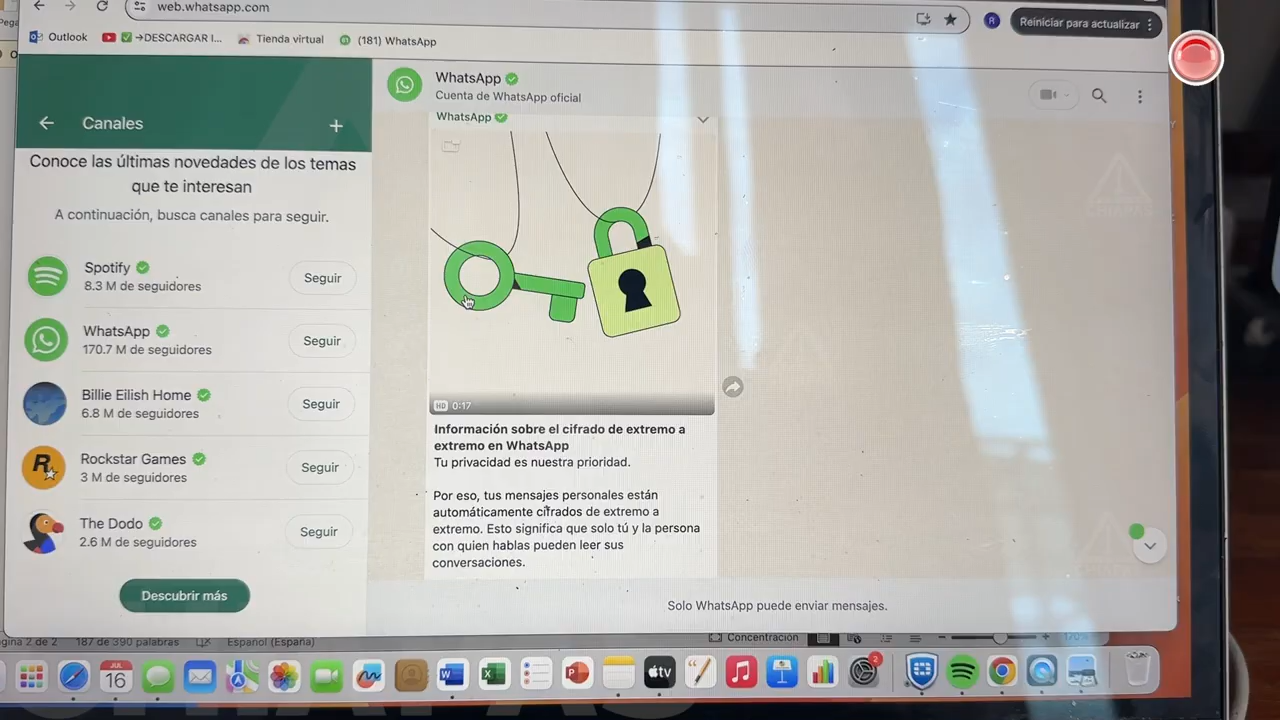 web.whatsapp.com
Reiniciar para actualizar
Outlook
→DESCARGAR I...
Tienda virtual
(181) WhatsApp
Canales
Conoce las últimas novedades de los temas
que te interesan
A continuación, busca canales para seguir.
Spotify
8.3 M de seguidores
Seguir
WhatsApp
170.7 M de seguidores
Seguir
Billie Eilish Home
6.8 M de seguidores
Seguir
Rockstar Games
3 M de seguidores
Seguir
The Dodo
2.6 M de seguidores
Seguir
Descubrir más
WhatsApp
Cuenta de WhatsApp oficial
WhatsApp
HD 0:17
Información sobre el cifrado de extremo a
extremo en WhatsApp
Tu privacidad es nuestra prioridad.
Por eso, tus mensajes personales están
automáticamente cifrados de extremo a
extremo. Esto significa que solo tú y la persona
con quien hablas pueden leer sus
conversaciones.
Solo WhatsApp puede enviar mensajes.
CHIAPAS
187 de 390 palabras
Español (España)
Concentración
JUL
16
tv
2